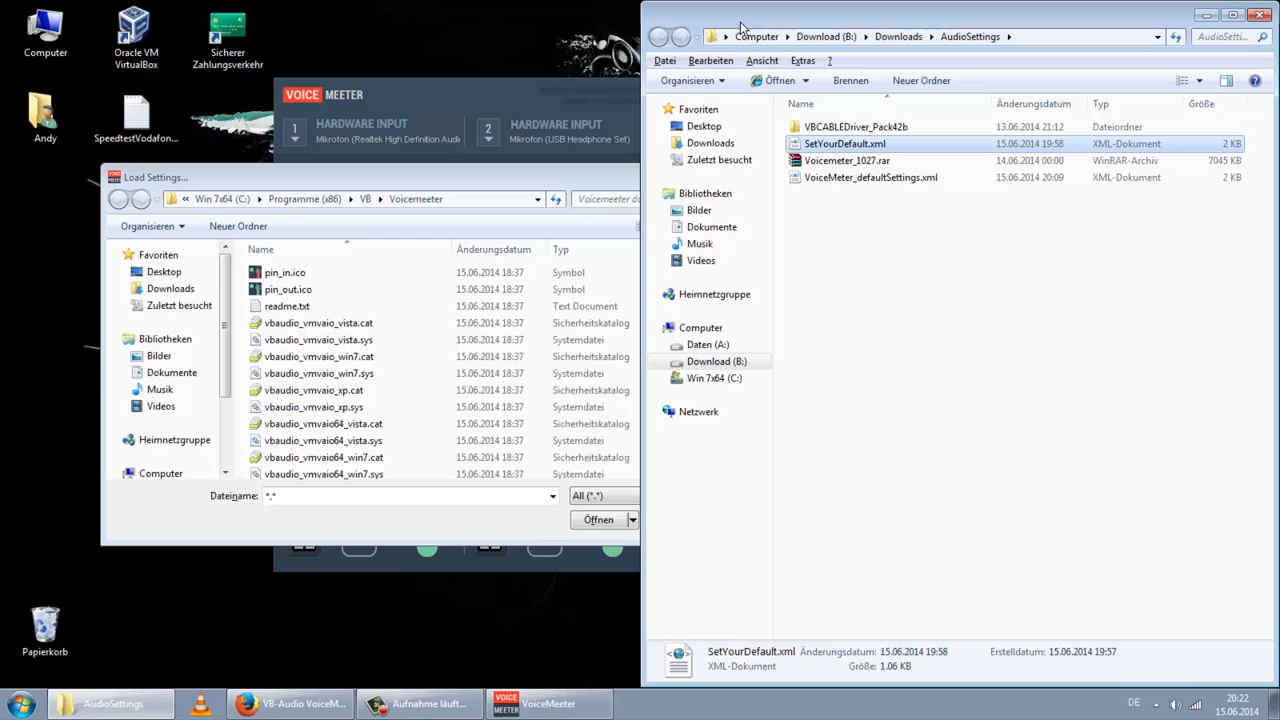 Computer
Oracle VM
VirtualBox
Sicherer
Zahlungsverkehr
Andy
SpeedtestVodafon...
Papierkorb
VOICE MEETER
1
HARDWARE INPUT
Mikrofon (Realtek High Definition Audi
2
HARDWARE INPUT
Mikrofon (USB Headphone Set)
Load Settings...
« Win 7x64 (C:) Programme (x86) VB Voicemeeter
Voicemeeter du
Organisieren
Neuer Ordner
Favoriten
Desktop
Downloads
Zuletzt besucht
Bibliotheken
Bilder
Dokumente
Musik
Videos
Heimnetzgruppe
Computer
Name Änderungsdatum Typ
pin_in.ico 15.06.2014 18:37 Symbol
pin_out.ico 15.06.2014 18:37 Symbol
readme.txt 15.06.2014 18:37 Text Document
vbaudio_vmvaio_vista.cat 15.06.2014 18:37 Sicherheitskatalog
vbaudio_vmvaio_vista.sys 15.06.2014 18:37 Systemdatei
vbaudio_vmvaio_win7.cat 15.06.2014 18:37 Sicherheitskatalog
vbaudio_vmvaio_win7.sys 15.06.2014 18:37 Systemdatei
vbaudio_vmvaio_xp.cat 15.06.2014 18:37 Sicherheitskatalog
vbaudio_vmvaio_xp.sys 15.06.2014 18:37 Systemdatei
vbaudio_vmvaio64_vista.cat 15.06.2014 18:37 Sicherheitskatalog
vbaudio_vmvaio64_vista.sys 15.06.2014 18:37 Systemdatei
vbaudio_vmvaio64_win7.cat 15.06.2014 18:37 Sicherheitskatalog
vbaudio_vmvaio64_win7.sys 15.06.2014 18:37 Systemdatei
Dateiname: *.* All (*.*)
Öffnen
Computer Download (B:) Downloads AudioSettings
AudioSetti...
Datei Bearbeiten Ansicht Extras ?
Organisieren Öffnen Brennen Neuer Ordner
Favoriten
Desktop
Downloads
Zuletzt besucht
Bibliotheken
Bilder
Dokumente
Musik
Videos
Heimnetzgruppe
Computer
Daten (A:)
Download (B:)
Win 7x64 (C:)
Netzwerk
Name Änderungsdatum Typ Größe
VBCABLEDriver_Pack42b 13.06.2014 21:12 Dateiordner
SetYourDefault.xml 15.06.2014 19:58 XML-Dokument 2 KB
Voicemeter_1027.rar 14.06.2014 00:00 WinRAR-Archiv 7045 KB
VoiceMeter_defaultSettings.xml 15.06.2014 20:09 XML-Dokument 2 KB
SetYourDefault.xml Änderungsdatum: 15.06.2014 19:58 Erstelldatum: 15.06.2014 19:57
XML-Dokument Größe: 1.06 KB
AudioSettings
VB-Audio VoiceM...
Aufnahme läuft...
VOICE
MEETER
VoiceMeeter
DE
20:22
15.06.2014